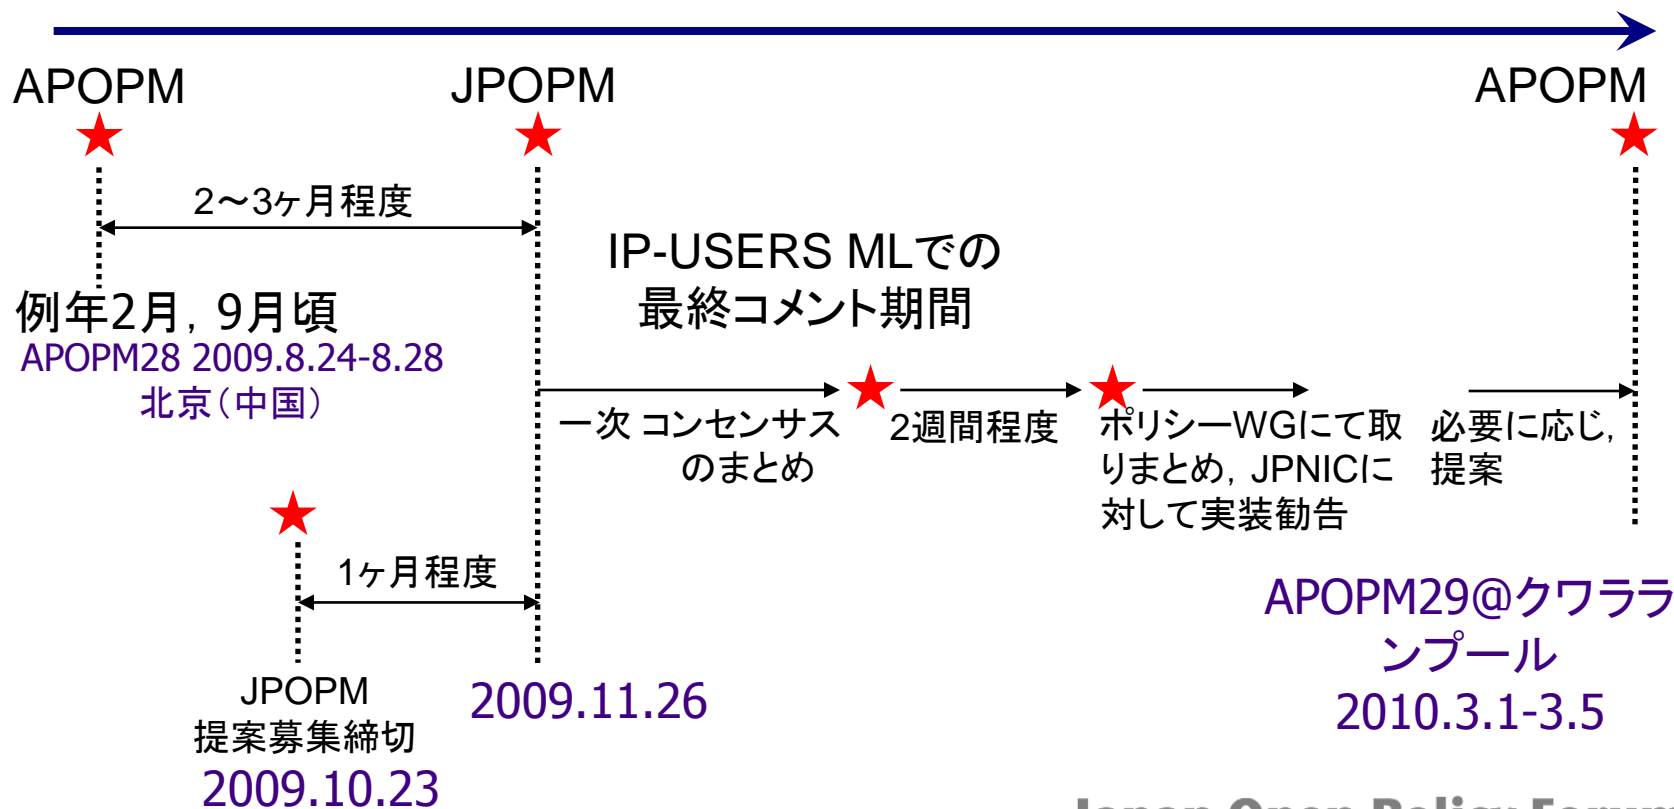 APOPM
JPOPM
APOPM
2～3ヶ月程度
例年2月，9月頃
APOPM28 2009.8.24-8.28
北京（中国）
IP-USERS MLでの
最終コメント期間
一次 コンセンサス
のまとめ
2週間程度
ポリシーWGにて取
りまとめ，JPNICに
対して実装勧告
必要に応じ，
提案
1ヶ月程度
JPOPM
提案募集締切
2009.10.23
2009.11.26
APOPM29@クワララ
ンプール
2010.3.1-3.5
Japan Open Policy Forum